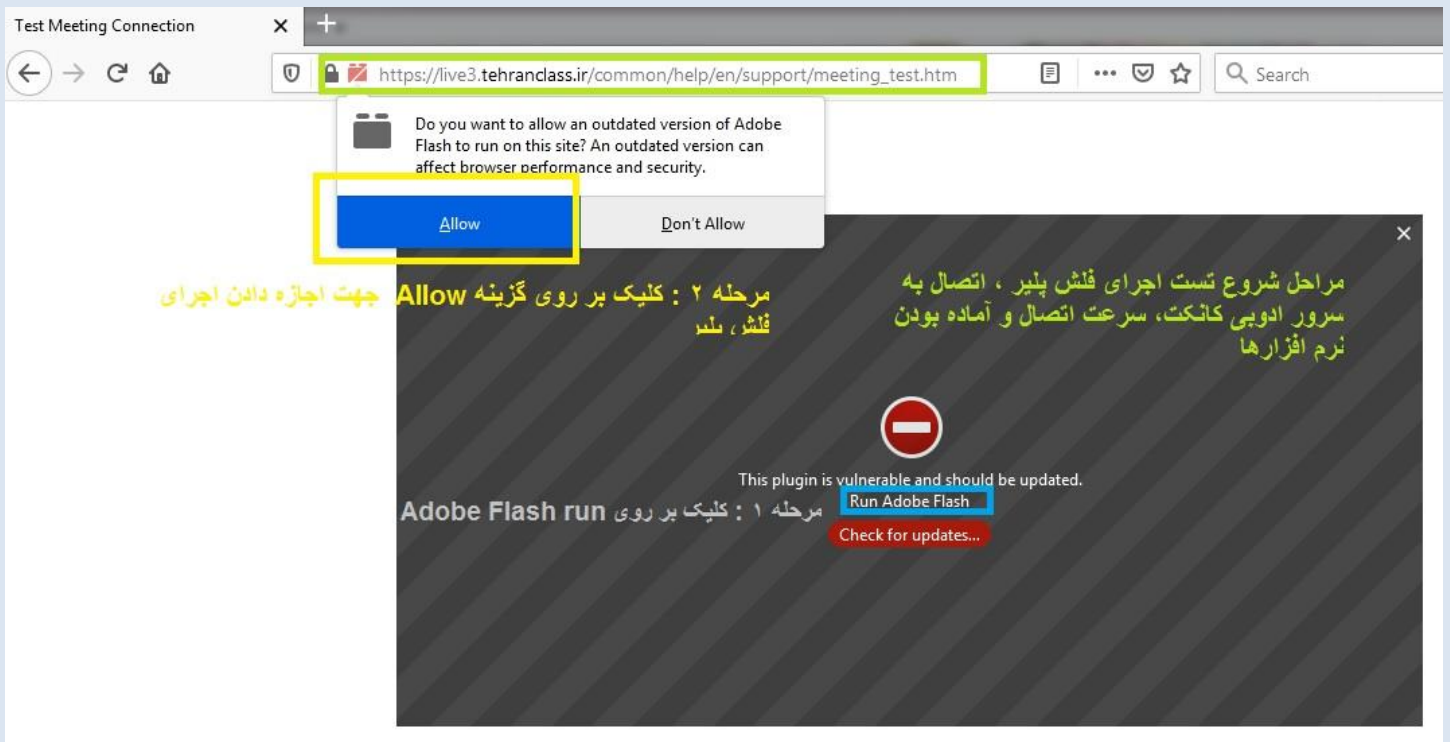 Test Meeting Connection
https://live3.tehranclass.ir/common/help/en/support/meeting_test.htm
Search
Do you want to allow an outdated version of Adobe
Flash to run on this site? An outdated version can
affect browser performance and security.
Allow
Don't Allow
مراحل شروع تست اجرای فلش پلیر ، اتصال به
سرور ادوبی کانکت، سرعت اتصال و آماده بودن
نرم افزارها
مرحله ۲ : کلیک بر روی گزینه Allow جهت اجازه دادن اجرای
فلش پلیر
This plugin is vulnerable and should be updated.
Run Adobe Flash
مرحله ۱ : کلیک بر روی Adobe Flash run
Check for updates...